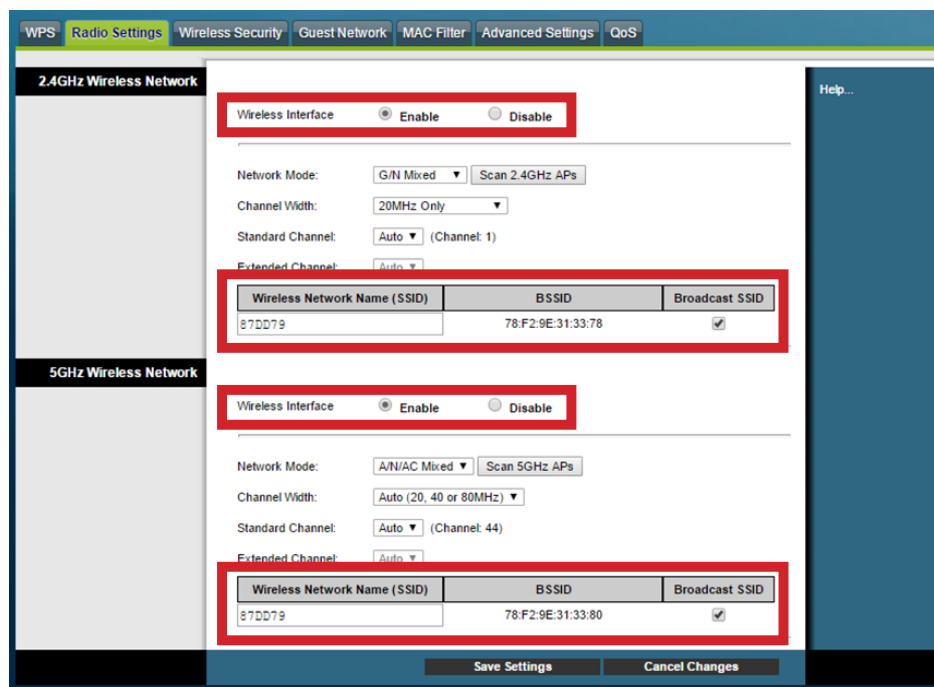 WPS Radio Settings Wireless Security Guest Network MAC Filter Advanced Settings QoS
2.4GHz Wireless Network
Help...
Wireless Interface Enable Disable
Network Mode: G/N Mixed Scan 2.4GHz APs
Channel Width: 20MHz Only
Standard Channel: Auto (Channel: 1)
Extended Channel: Auto
Wireless Network Name (SSID) BSSID Broadcast SSID
87DD79 78:F2:9E:31:33:78
5GHz Wireless Network
Wireless Interface Enable Disable
Network Mode: A/N/AC Mixed Scan 5GHz APs
Channel Width: Auto (20, 40 or 80MHz)
Standard Channel: Auto (Channel: 44)
Extended Channel: Auto
Wireless Network Name (SSID) BSSID Broadcast SSID
87DD79 78:F2:9E:31:33:80
Save Settings Cancel Changes